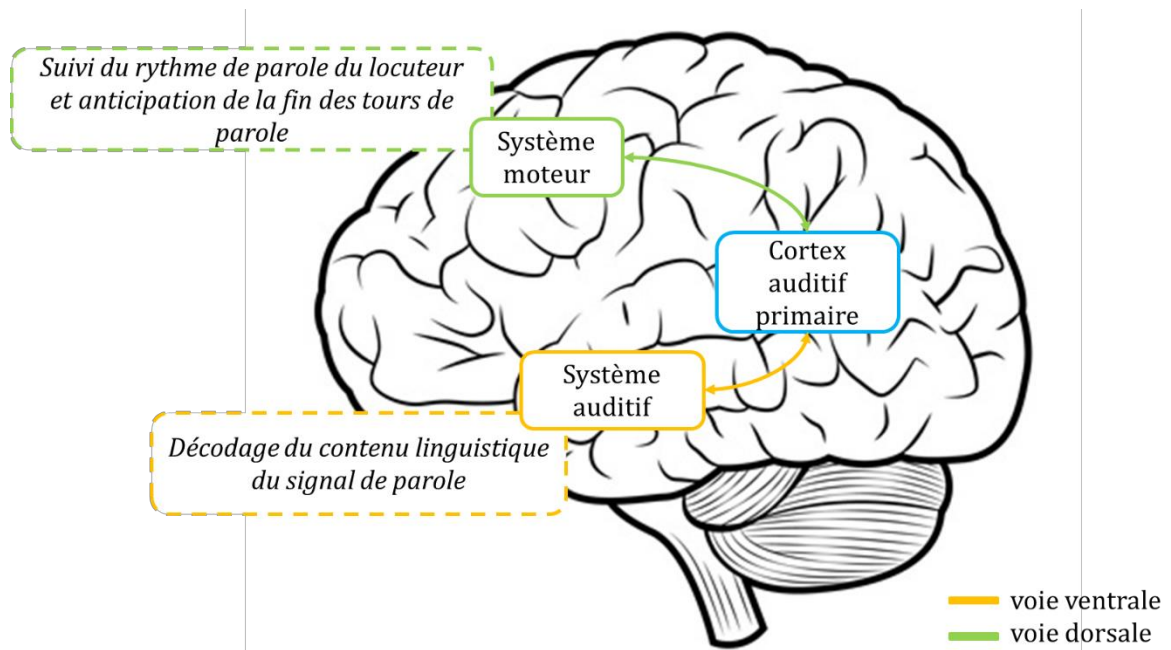 Suivi du rythme de parole du locuteur
et anticipation de la fin des tours de
parole
Système
moteur
Cortex
auditif
primaire
Système
auditif
Décodage du contenu linguistique
du signal de parole
voie ventrale
voie dorsale